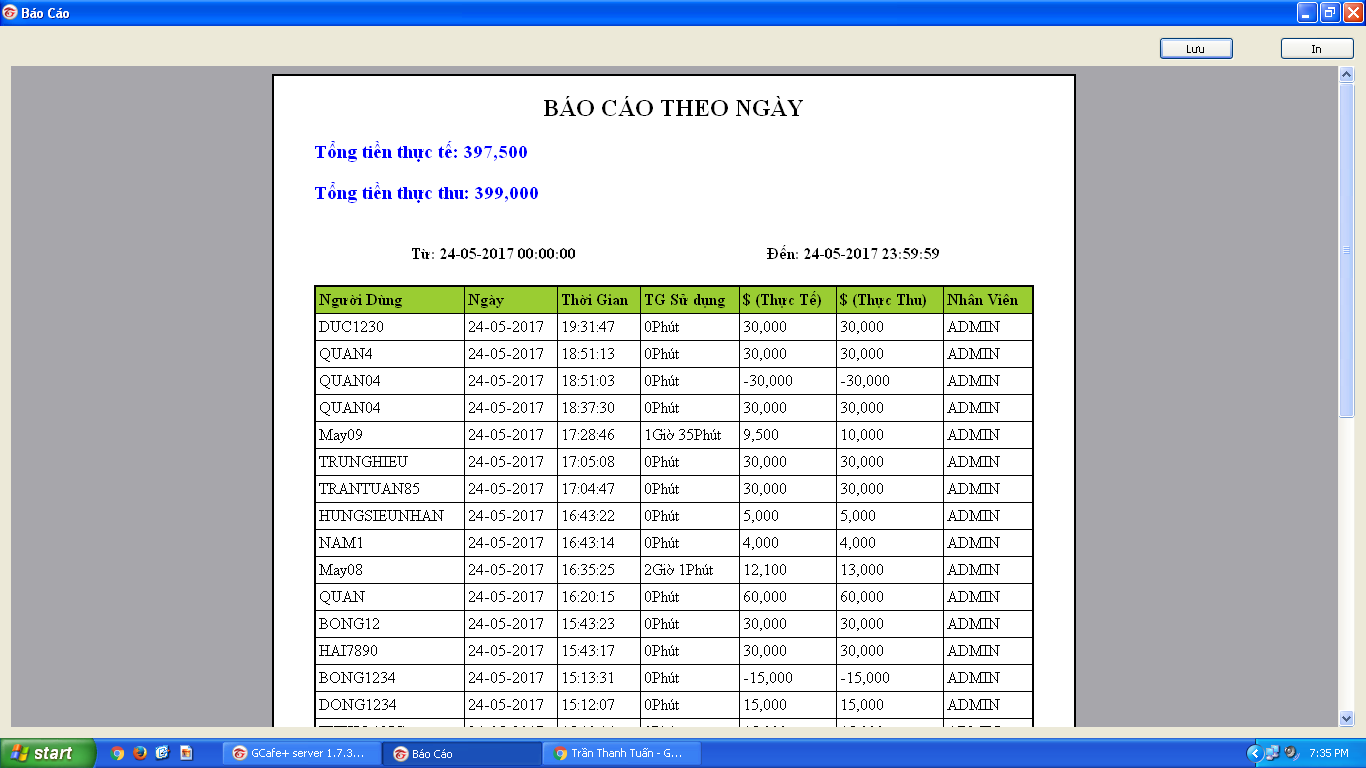 Báo Cáo
Lưu In
BÁO CÁO THEO NGÀY
Tổng tiền thực tế: 397,500
Tổng tiền thực thu: 399,000
Từ: 24-05-2017 00:00:00 Đến: 24-05-2017 23:59:59
Người Dùng Ngày Thời Gian TG Sử dụng $ (Thực Tế) $ (Thực Thu) Nhân Viên
DUC1230 24-05-2017 19:31:47 0Phút 30,000 30,000 ADMIN
QUAN4 24-05-2017 18:51:13 0Phút 30,000 30,000 ADMIN
QUAN04 24-05-2017 18:51:03 0Phút -30,000 -30,000 ADMIN
QUAN04 24-05-2017 18:37:30 0Phút 30,000 30,000 ADMIN
May09 24-05-2017 17:28:46 1Giờ 35Phút 9,500 10,000 ADMIN
TRUNGHIEU 24-05-2017 17:05:08 0Phút 30,000 30,000 ADMIN
TRANTUAN85 24-05-2017 17:04:47 0Phút 30,000 30,000 ADMIN
HUNGSIEUNHAN 24-05-2017 16:43:22 0Phút 5,000 5,000 ADMIN
NAM1 24-05-2017 16:43:14 0Phút 4,000 4,000 ADMIN
May08 24-05-2017 16:35:25 2Giờ 1Phút 12,100 13,000 ADMIN
QUAN 24-05-2017 16:20:15 0Phút 60,000 60,000 ADMIN
BONG12 24-05-2017 15:43:23 0Phút 30,000 30,000 ADMIN
HAI7890 24-05-2017 15:43:17 0Phút 30,000 30,000 ADMIN
BONG1234 24-05-2017 15:13:31 0Phút -15,000 -15,000 ADMIN
DONG1234 24-05-2017 15:12:07 0Phút 15,000 15,000 ADMIN
start GCafe+ server 1.7.3... Báo Cáo Trần Thanh Tuấn - G... 7:35 PM